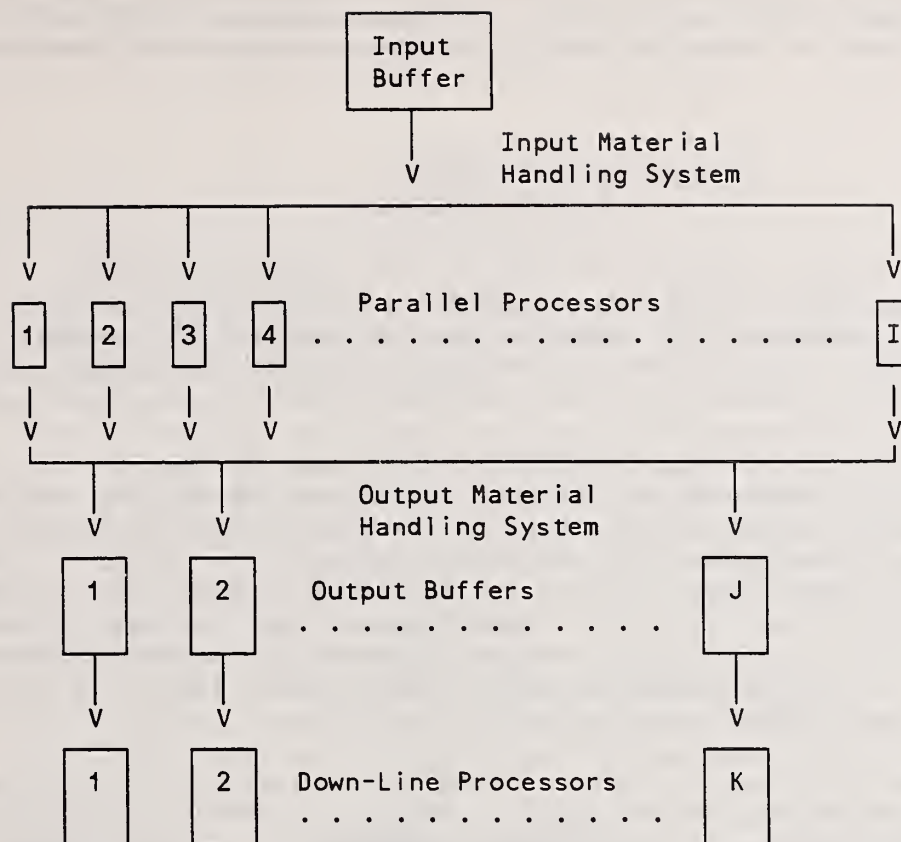 Input
Buffer
Input Material
Handling System
V
V V V V V
Parallel Processors
1 2 3 4 . . . . . . . . . . . . . . I
V V V V V
Output Material
Handling System
V V V
1 2 Output Buffers J
. . . . . . . . . . . .
V V V
1 2 Down-Line Processors K
. . . . . . . . . . . .